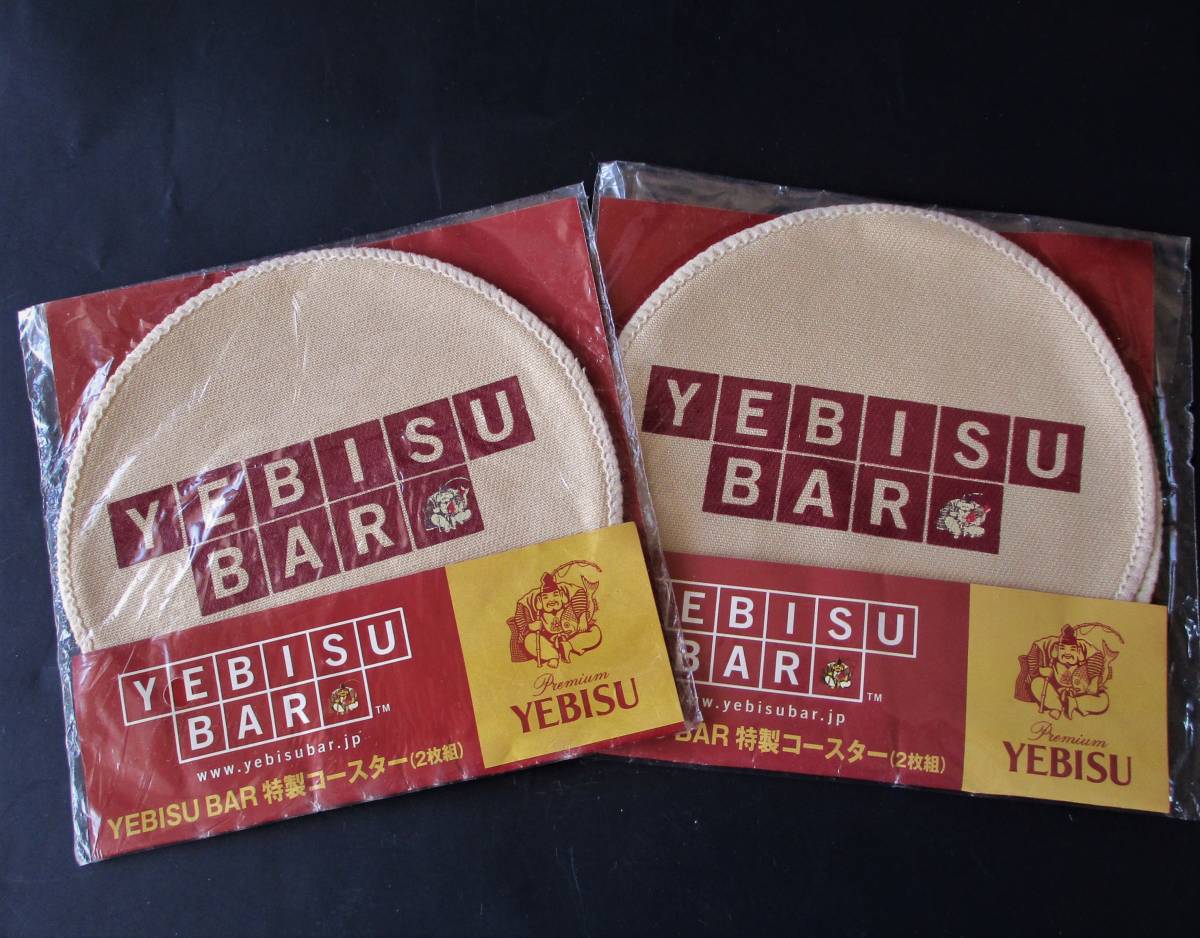 YEBISU
BAR
YEBISU
BAR
TM
www.yebisubar.jp
YEBISU BAR 特製コースター(2枚組)
Premium
YEBISU
YEBISU
BAR
EBISU
BAR
TM
w.yebisubar.jp
BAR 特製コースター(2枚組)
Premium
YEBISU